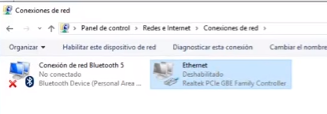 Conexiones de red
Panel de control › Redes e Internet › Conexiones de red ›
Organizar Habilitar este dispositivo de red Diagnosticar esta conexión Cambiar el nombre
Conexión de red Bluetooth 5
No conectado
Bluetooth Device (Personal Area ...
Ethernet
Deshabilitado
Realtek PCIe GBE Family Controller